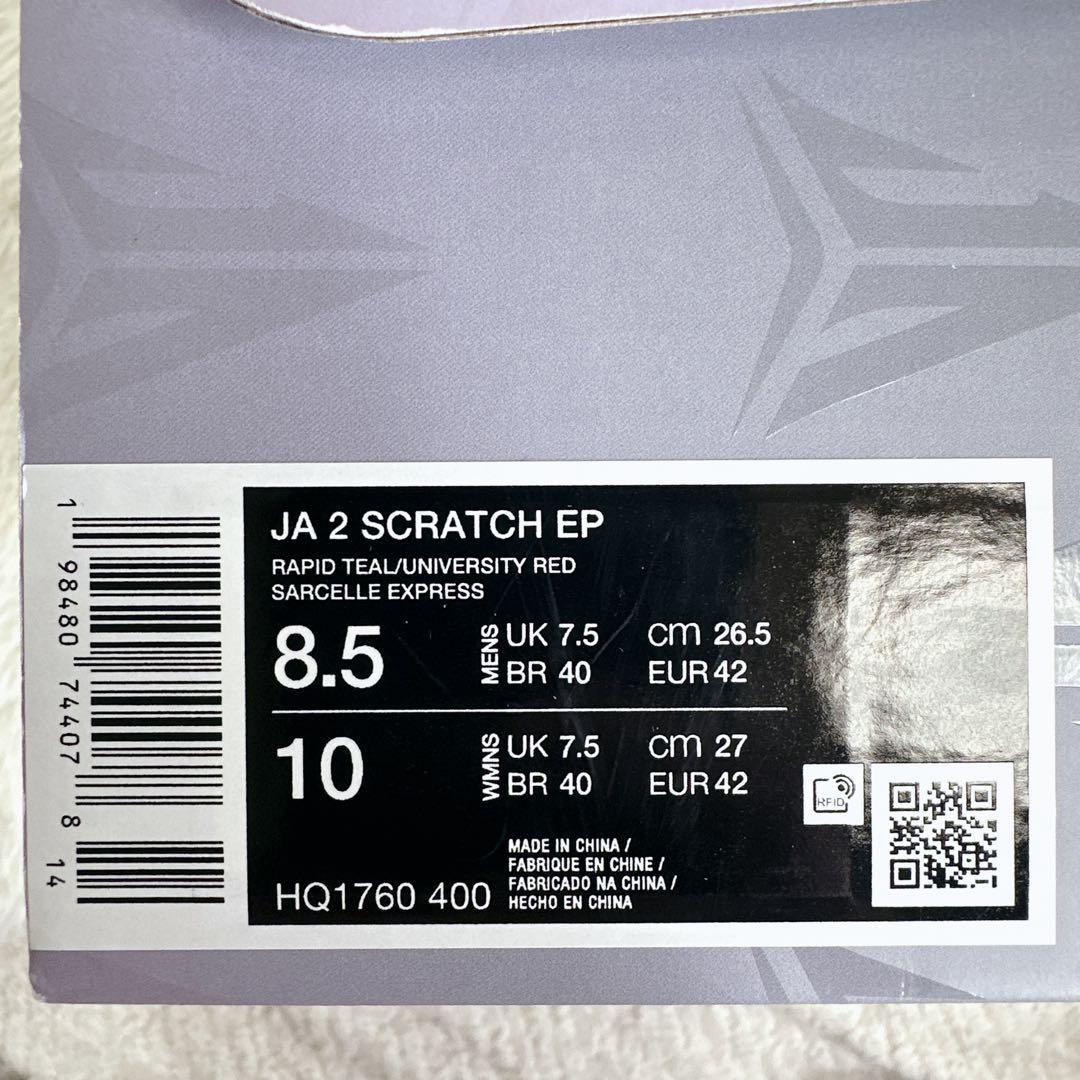 JA 2 SCRATCH EP
RAPID TEAL/UNIVERSITY RED
SARCELLE EXPRESS
8.5 MENS UK 7.5 cm 26.5
BR 40 EUR 42
10 WMNS UK 7.5 cm 27
BR 40 EUR 42
RFID
MADE IN CHINA /
FABRIQUE EN CHINE /
FABRICADO NA CHINA /
HECHO EN CHINA
HQ1760 400
1 98480 74407 8 14